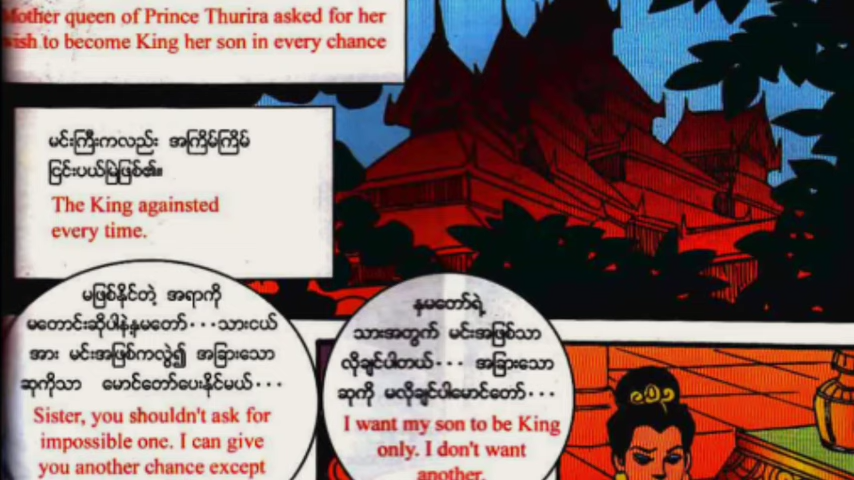 Mother queen of Prince Thurira asked for her
wish to become King her son in every chance
မင်းကြီးကလည်း အကြိမ်ကြိမ်
ငြင်းပယ်မြဲဖြစ်၏။
The King againsted
every time.
မဖြစ်နိုင်တဲ့ အရာကို
မတောင်းဆိုပါနဲ့နှမတော်...သားငယ်
အား မင်းအဖြစ်ကလွဲ၍ အခြားသော
ဆုကိုသာ မောင်တော်ပေးနိုင်မယ်...
Sister, you shouldn't ask for
impossible one. I can give
you another chance except
နှမတော်ရဲ့
သားအတွက် မင်းအဖြစ်သာ
လိုချင်ပါတယ်... အခြားသော
ဆုကို မလိုချင်ပါမောင်တော်...
I want my son to be King
only. I don't want
another.